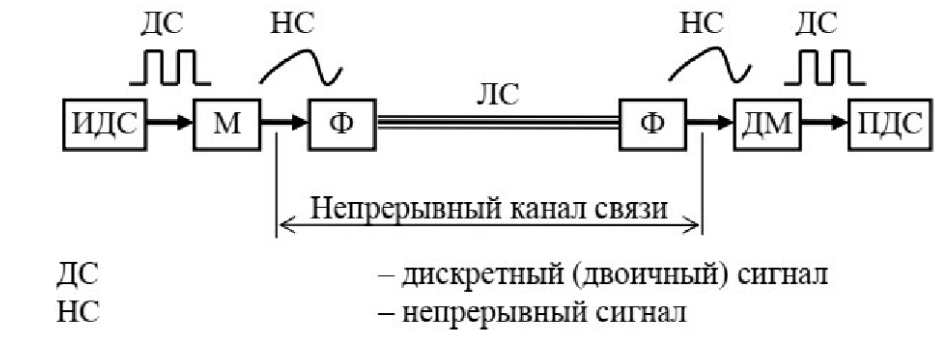 ДС НС НС ДС
ЛС
ИДС М Ф Ф ДМ ПДС
Непрерывный канал связи
ДС – дискретный (двоичный) сигнал
НС – непрерывный сигнал